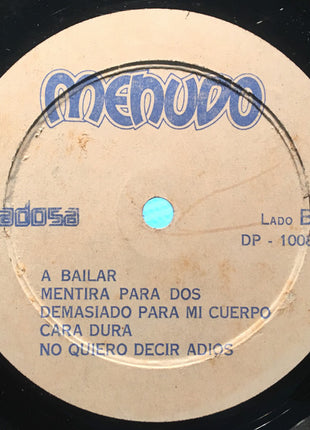 MENUDO
adosa
LADO B
DP - 1008
A BAILAR
MENTIRA PARA DOS
DEMASIADO PARA MI CUERPO
CARA DURA
NO QUIERO DECIR ADIOS